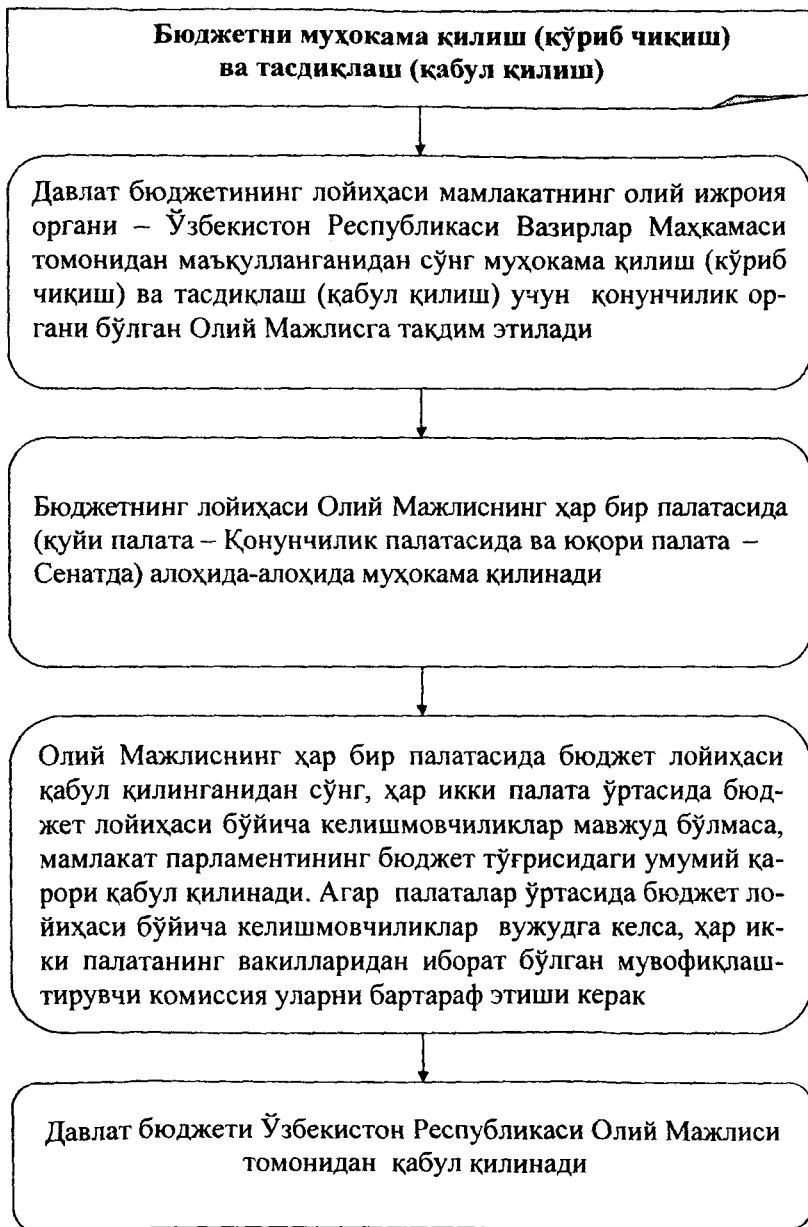 Бюджетни муҳокама қилиш (кўриб чиқиш)
ва тасдиқлаш (қабул қилиш)
Давлат бюджетининг лойиҳаси мамлакатнинг олий ижроия
органи – Ўзбекистон Республикаси Вазирлар Маҳкамаси
томонидан маъқулланганидан сўнг муҳокама қилиш (кўриб
чиқиш) ва тасдиқлаш (қабул қилиш) учун қонунчилик ор-
гани бўлган Олий Мажлисга тақдим этилади
Бюджетнинг лойиҳаси Олий Мажлиснинг ҳар бир палатасида
(қуйи палата – Қонунчилик палатасида ва юқори палата –
Сенатда) алоҳида-алоҳида муҳокама қилинади
Олий Мажлиснинг ҳар бир палатасида бюджет лойиҳаси
қабул қилинганидан сўнг, ҳар икки палата ўртасида бюд-
жет лойиҳаси бўйича келишмовчиликлар мавжуд бўлмаса,
мамлакат парламентининг бюджет тўғрисидаги умумий қа-
рори қабул қилинади. Агар палаталар ўртасида бюджет ло-
йиҳаси бўйича келишмовчиликлар вужудга келса, ҳар ик-
ки палатанинг вакилларидан иборат бўлган мувофиқлаш-
тирувчи комиссия уларни бартараф этиши керак
Давлат бюджети Ўзбекистон Республикаси Олий Мажлиси
томонидан қабул қилинади